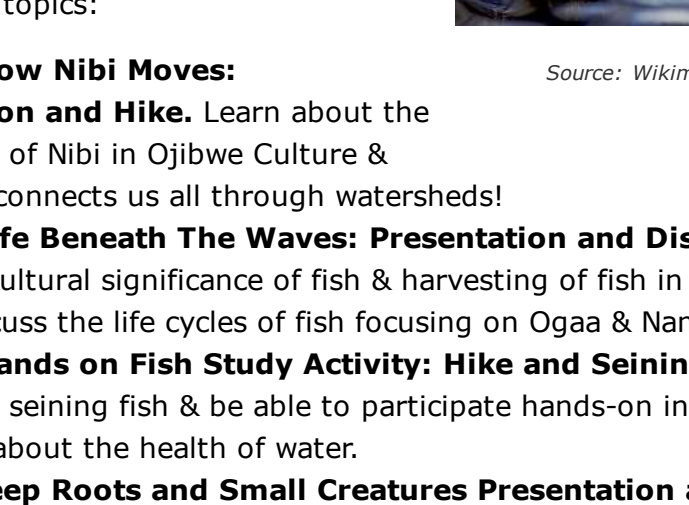 topics:
ow Nibi Moves:
Source: Wikim
on and Hike. Learn about the
of Nibi in Ojibwe Culture &
connects us all through watersheds!
fe Beneath The Waves: Presentation and Dis
ultural significance of fish & harvesting of fish in
cuss the life cycles of fish focusing on Ogaa & Nan
ands on Fish Study Activity: Hike and Seinin
seining fish & be able to participate hands-on in
about the health of water.
eep Roots and Small Creatures Presentation a